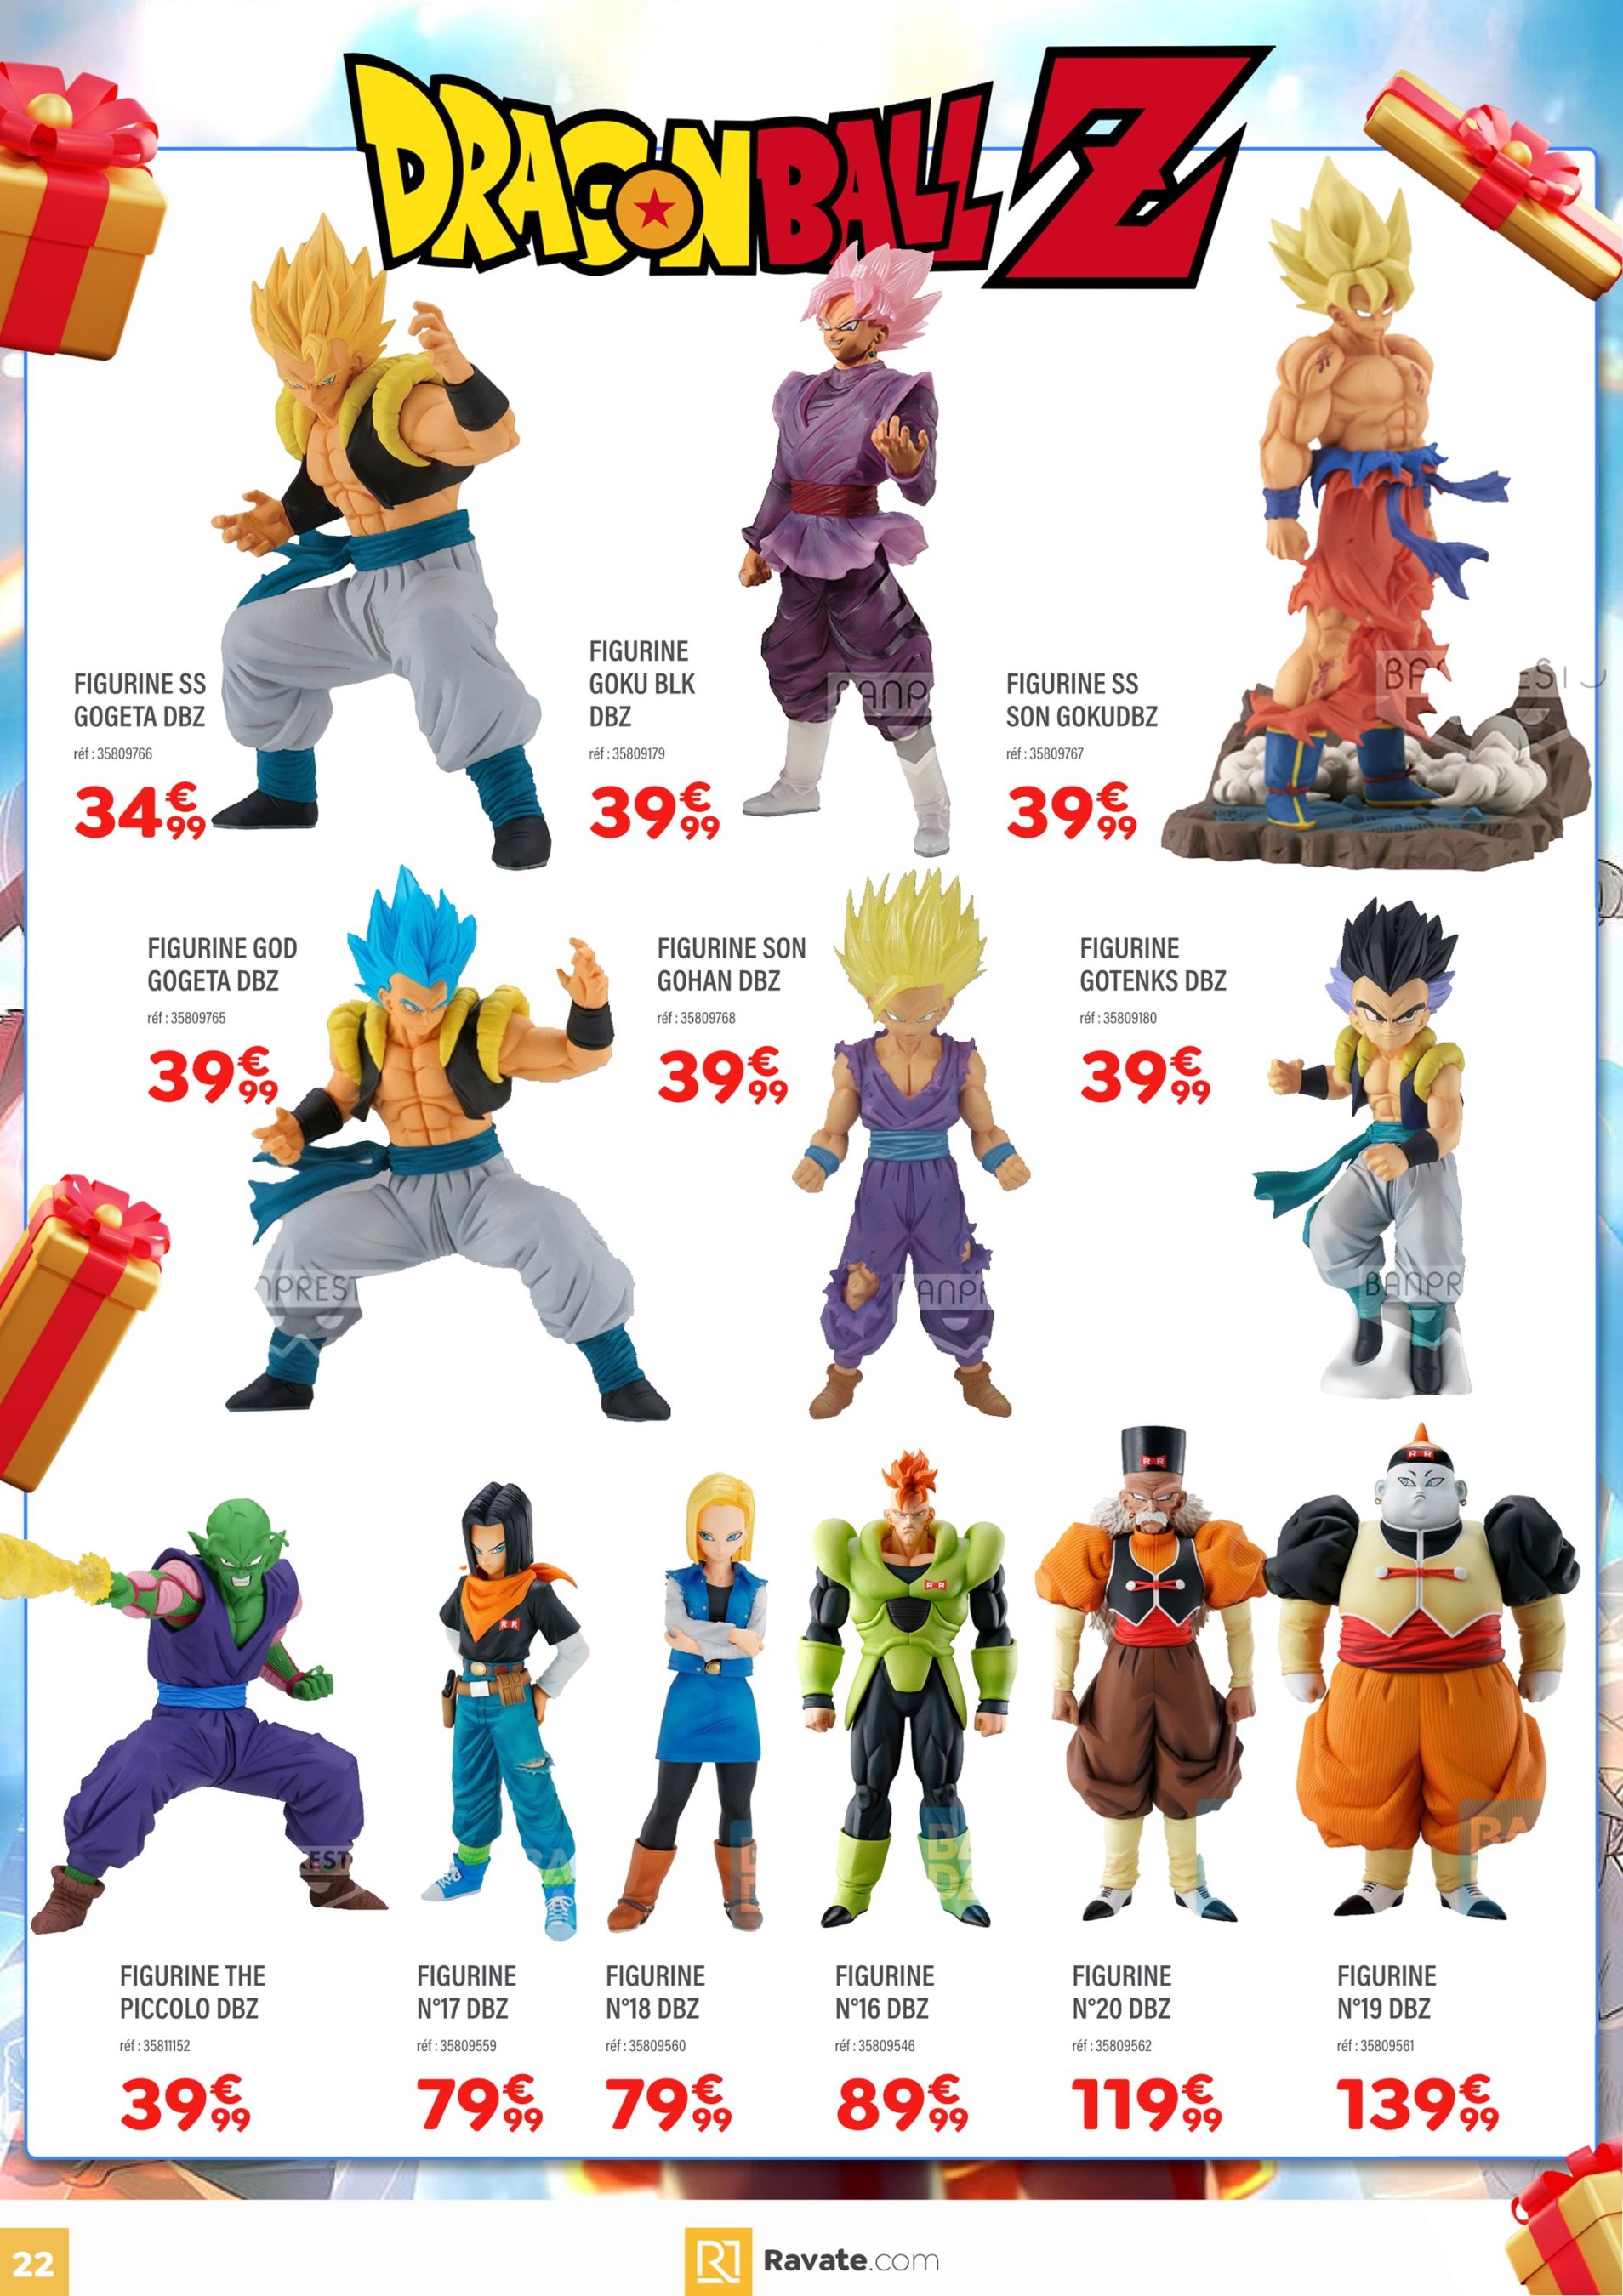 DRAGON BALL Z
FIGURINE SS
GOGETA DBZ
réf : 35809766
34€99
FIGURINE
GOKU BLK
DBZ
réf : 35809179
39€99
FIGURINE SS
SON GOKUDBZ
réf : 35809767
39€99
FIGURINE GOD
GOGETA DBZ
réf : 35809765
39€99
FIGURINE SON
GOHAN DBZ
réf : 35809768
39€99
FIGURINE
GOTENKS DBZ
réf : 35809180
39€99
BANPR
RR
RR
RR
RR
FIGURINE THE
PICCOLO DBZ
réf : 35811152
39€99
FIGURINE
N°17 DBZ
réf : 35809559
79€99
FIGURINE
N°18 DBZ
réf : 35809560
79€99
FIGURINE
N°16 DBZ
réf : 35809546
89€99
FIGURINE
N°20 DBZ
réf : 35809562
119€99
FIGURINE
N°19 DBZ
réf : 35809561
139€99
22
Ravate.com